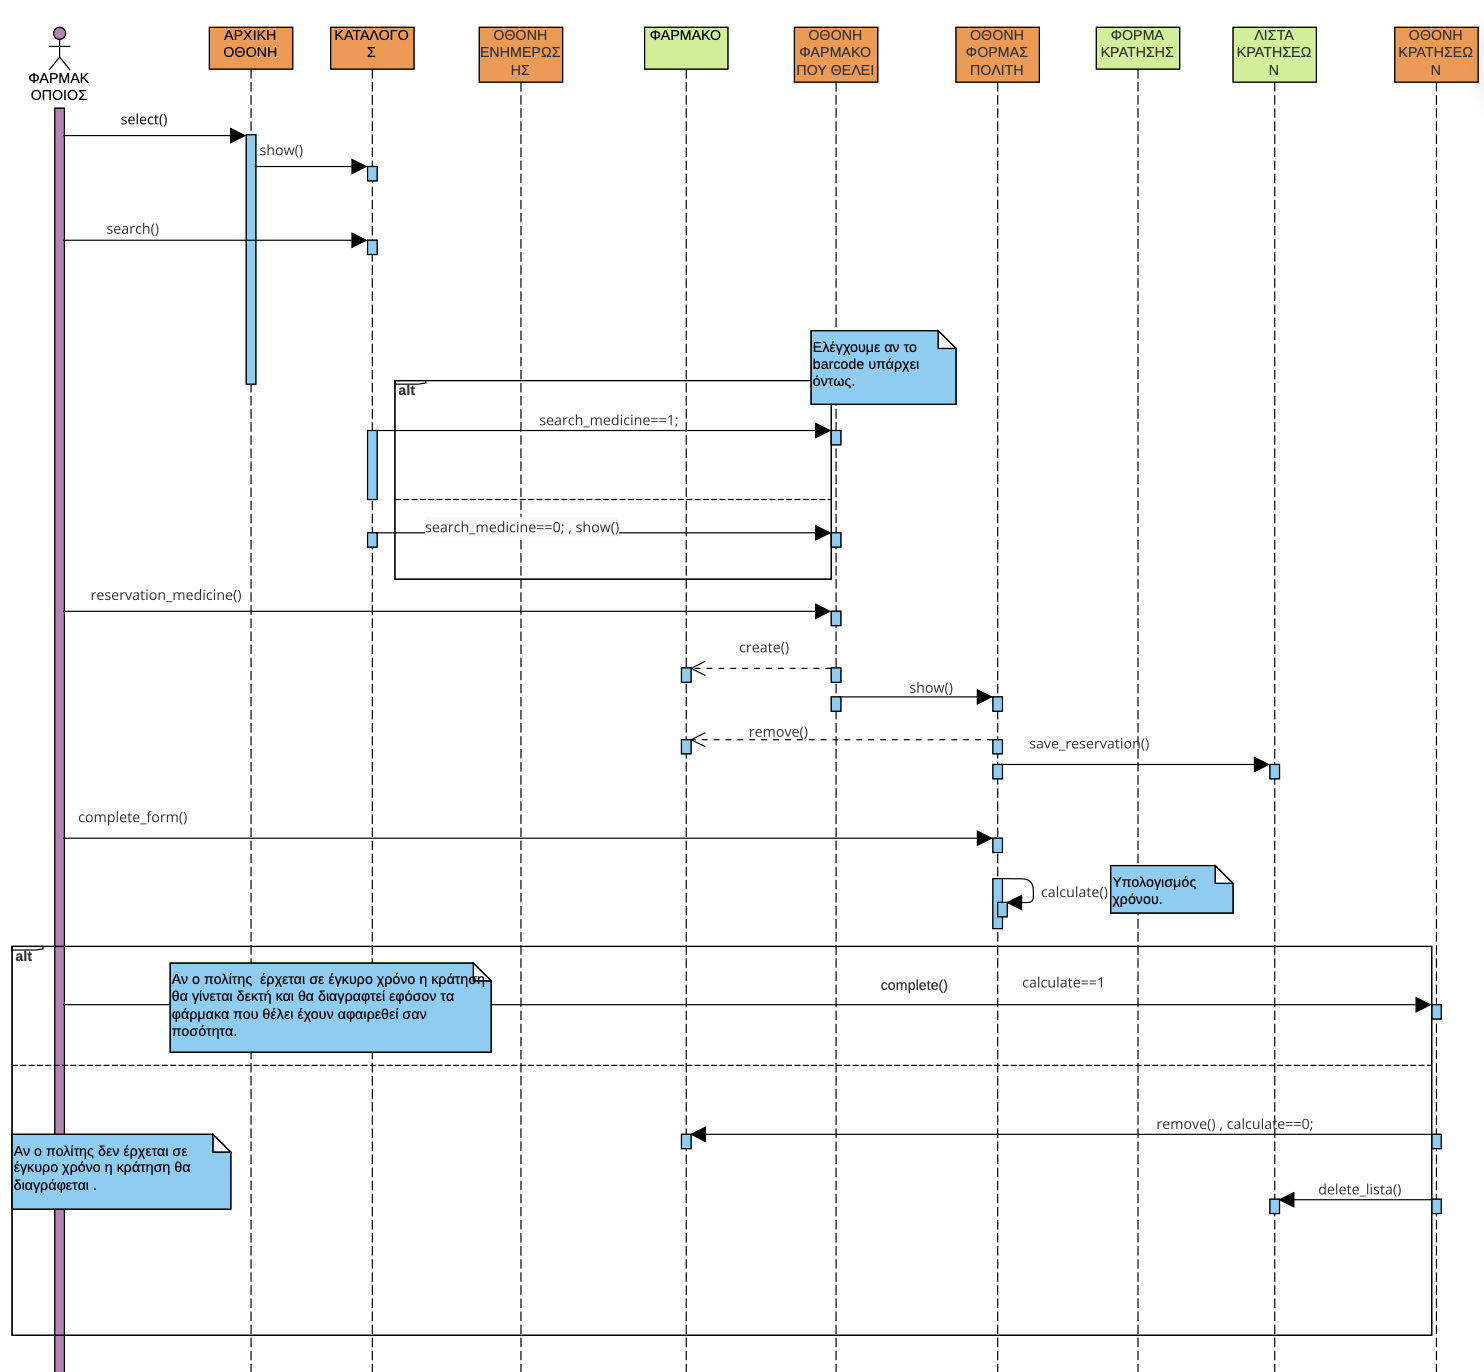 ΦΑΡΜΑΚ
ΟΠΟΙΟΣ
ΑΡΧΙΚΗ
ΟΘΟΝΗ
ΚΑΤΑΛΟΓΟ
Σ
ΟΘΟΝΗ
ΕΝΗΜΕΡΩΣ
ΗΣ
ΦΑΡΜΑΚΟ
ΟΘΟΝΗ
ΦΑΡΜΑΚΟ
ΠΟΥ ΘΕΛΕΙ
ΟΘΟΝΗ
ΦΟΡΜΑΣ
ΠΟΛΙΤΗ
ΦΟΡΜΑ
ΚΡΑΤΗΣΗΣ
ΛΙΣΤΑ
ΚΡΑΤΗΣΕΩ
Ν
ΟΘΟΝΗ
ΚΡΑΤΗΣΕΩ
Ν
select()
show()
search()
Ελέγχουμε αν το
barcode υπάρχει
όντως.
alt
search_medicine==1;
search_medicine==0; , show()
reservation_medicine()
create()
show()
remove()
save_reservation()
complete_form()
calculate()
Υπολογισμός
χρόνου.
alt
Αν ο πολίτης  έρχεται σε έγκυρο χρόνο η κράτηση
θα γίνεται δεκτή και θα διαγραφτεί εφόσον τα
φάρμακα που θέλει έχουν αφαιρεθεί σαν
ποσότητα.
complete()
calculate==1
remove() , calculate==0;
Αν ο πολίτης δεν έρχεται σε
έγκυρο χρόνο η κράτηση θα
διαγράφεται .
delete_lista()